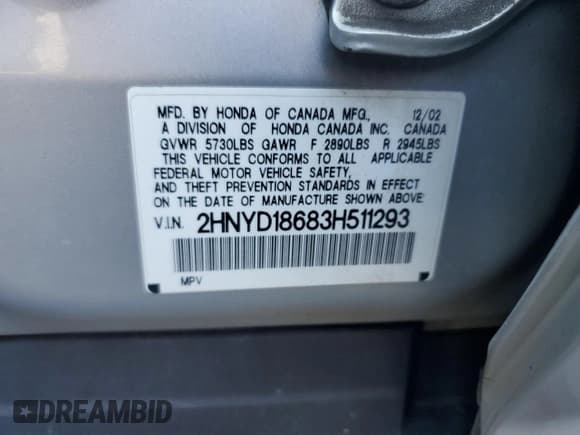 MFD. BY HONDA OF CANADA MFG., 12/02
A DIVISION OF HONDA CANADA INC. CANADA
GVWR 5730LBS GAWR F 2890LBS R 2945LBS
THIS VEHICLE CONFORMS TO ALL APPLICABLE
FEDERAL MOTOR VEHICLE SAFETY,
AND THEFT PREVENTION STANDARDS IN EFFECT
ON THE DATE OF MANUFACTURE SHOWN ABOVE.
V.I.N. 2HNYD18683H511293
MPV
DREAMBID